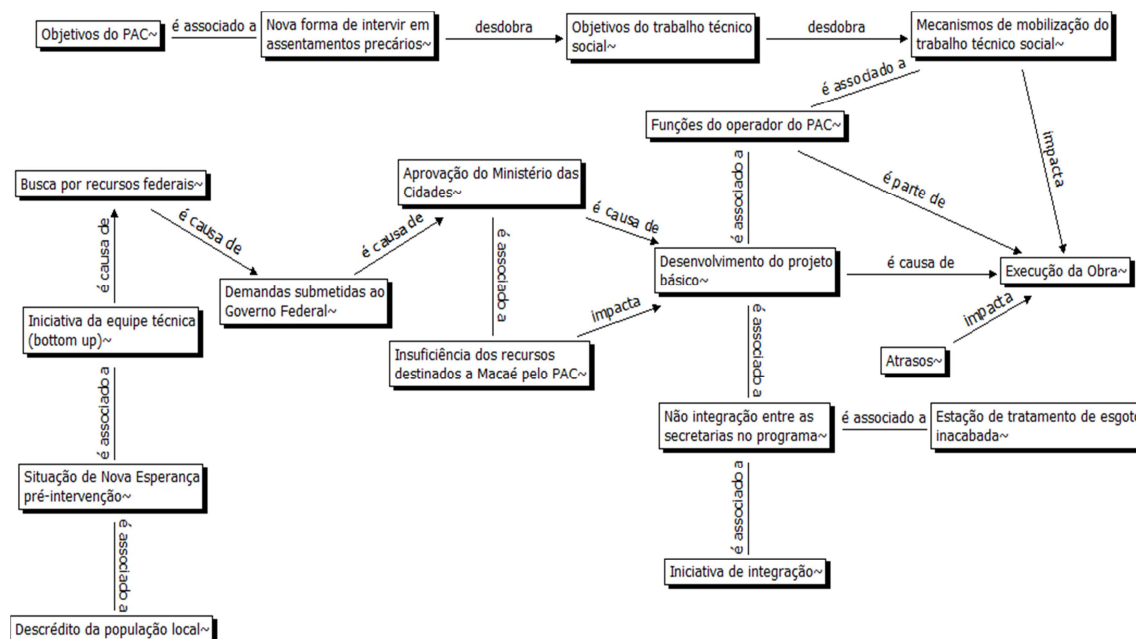 Objetivos do PAC~
é associado a
Nova forma de intervir em
assentamentos precários~
desdobra
Objetivos do trabalho técnico
social~
desdobra
Mecanismos de mobilização do
trabalho técnico social~
é associado a
impacta
Funções do operador do PAC~
é associado a
é parte de
Busca por recursos federais~
é causa de
é causa de
Aprovação do Ministério das
Cidades~
é causa de
é causa de
é associado a
Desenvolvimento do projeto
básico~
é causa de
Execução da Obra~
Demandas submetidas ao
Governo Federal~
impacta
impacta
Iniciativa da equipe técnica
(bottom up)~
Insuficiência dos recursos
destinados a Macaé pelo PAC~
é associado a
Atrasos~
é associado a
Não integração entre as
secretarias no programa~
é associado a
Estação de tratamento de esgoto
inacabada~
Situação de Nova Esperança
pré-intervenção~
é associado a
é associado a
Iniciativa de integração~
Descrédito da população local~